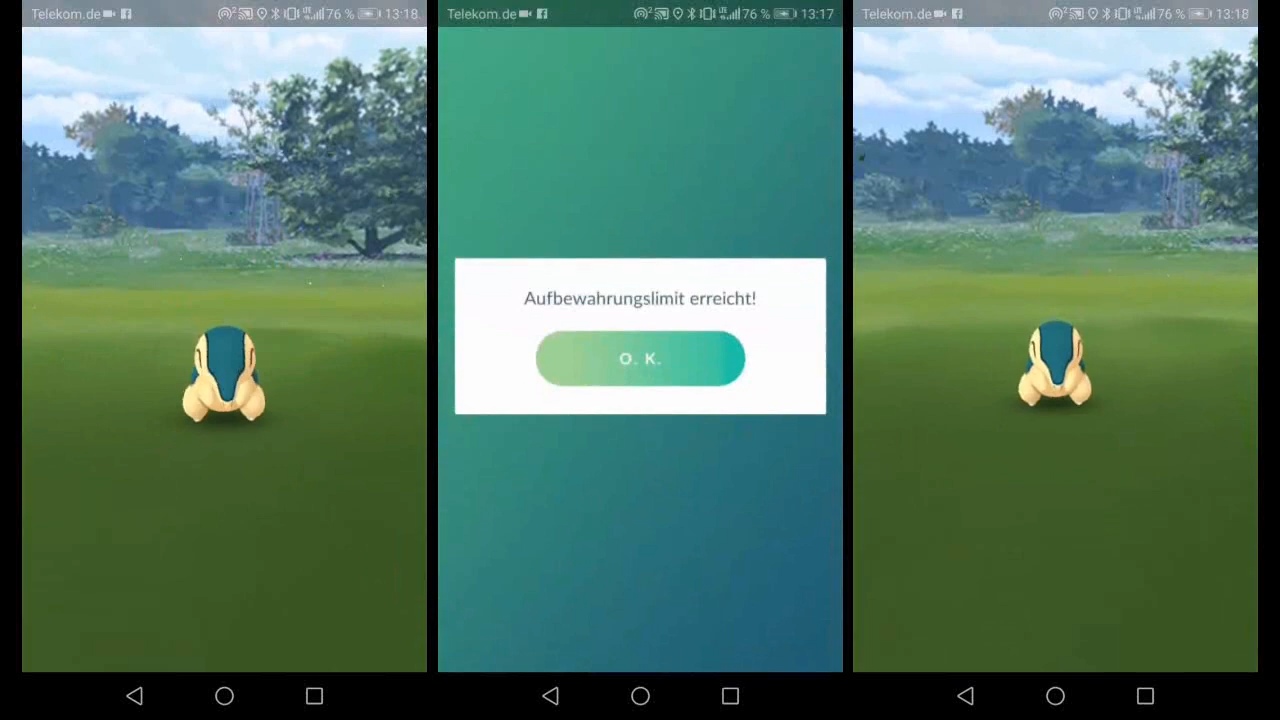 Telekom.de 76 % 13:18
Telekom.de 76 % 13:17
Aufbewahrungslimit erreicht!
O. K.
Telekom.de 76 % 13:18